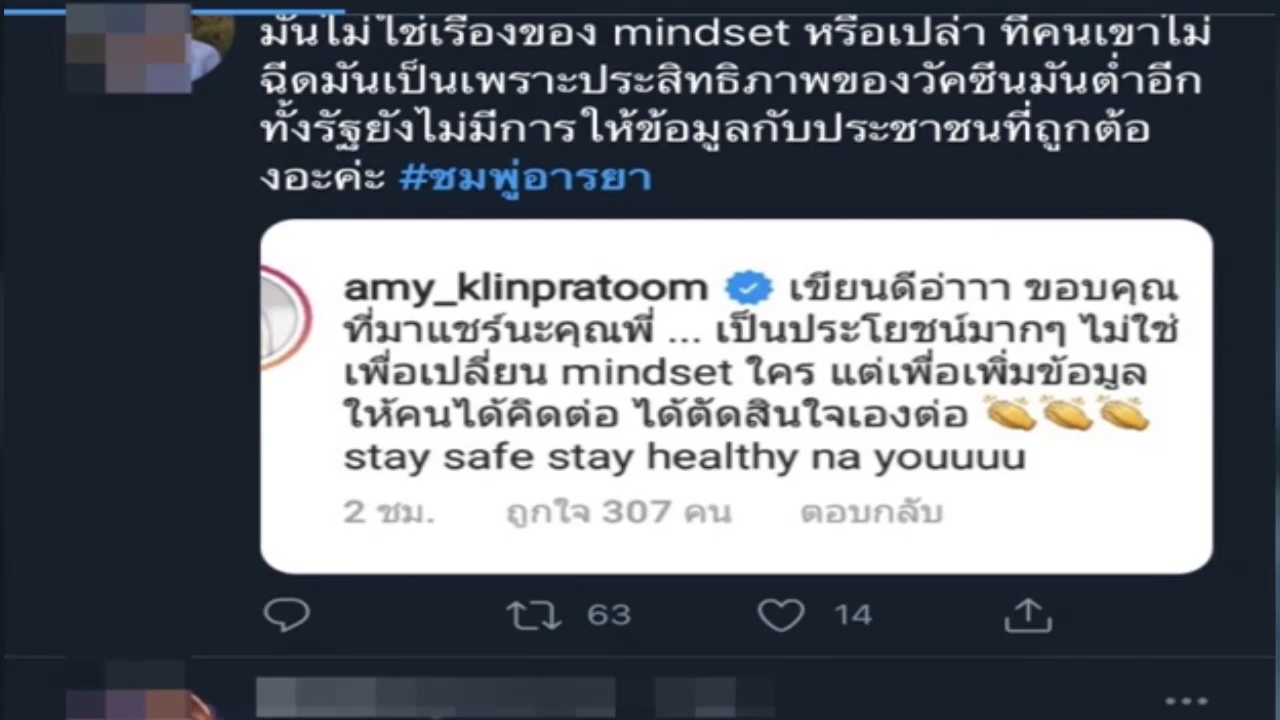 มันไม่ใช่เรื่องของ mindset หรือเปล่า ที่คนเขาไม่
ฉีดมันเป็นเพราะประสิทธิภาพของวัคซีนมันต่ำอีก
ทั้งรัฐยังไม่มีการให้ข้อมูลกับประชาชนที่ถูกต้อ
งอะค่ะ #ชมพู่อารยา
amy_klinpratoom เขียนดีอ่าาา ขอบคุณ
ที่มาแชร์นะคุณพี่ ... เป็นประโยชน์มากๆ ไม่ใช่
เพื่อเปลี่ยน mindset ใคร แต่เพื่อเพิ่มข้อมูล
ให้คนได้คิดต่อ ได้ตัดสินใจเองต่อ 👏👏👏
stay safe stay healthy na youuuu
2 ชม. ถูกใจ 307 คน ตอบกลับ
63 14